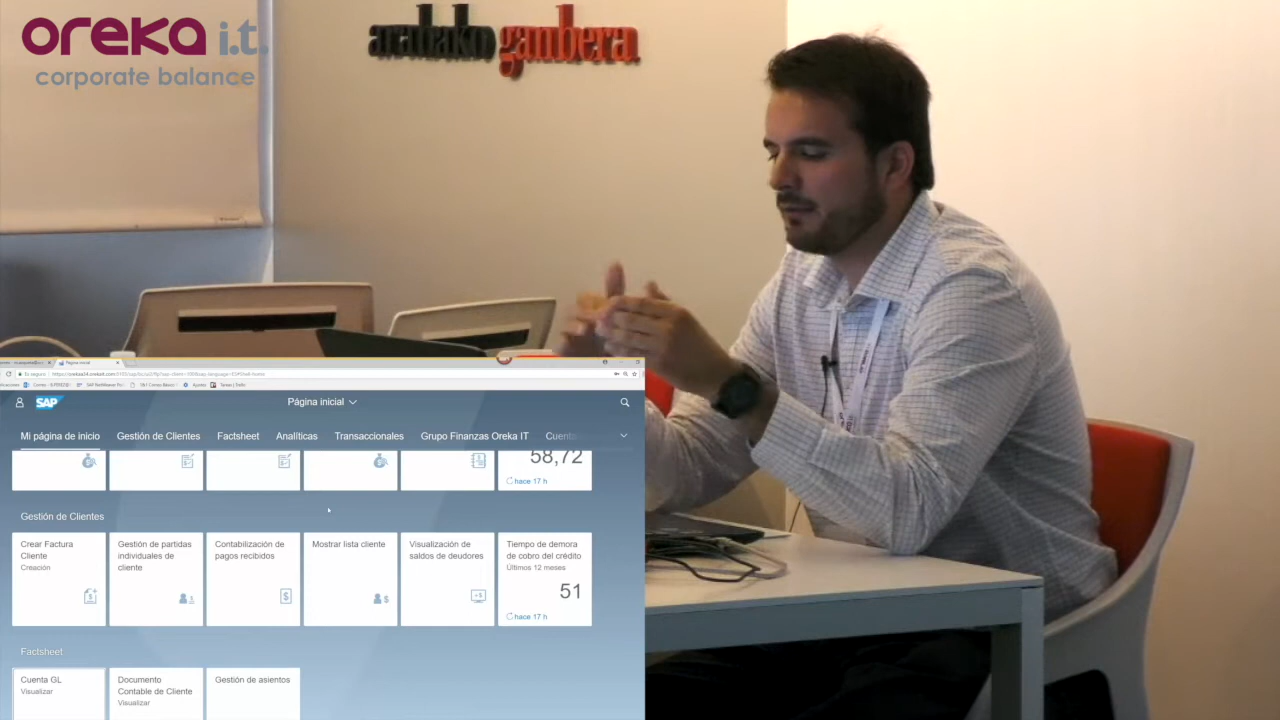 oreka i.t.
corporate balance
arabako gambera
Página inicial
SAP
Página inicial
Mi página de inicio
Gestión de Clientes
Factsheet
Analíticas
Transaccionales
Grupo Finanzas Oreka IT
58,72
hace 17 h
Gestión de Clientes
Crear Factura
Cliente
Creación
Gestión de partidas
individuales de
cliente
Contabilización de
pagos recibidos
Mostrar lista cliente
Visualización de
saldos de deudores
Tiempo de demora
de cobro del crédito
Últimos 12 meses
51
hace 17 h
Factsheet
Cuenta GL
Visualizar
Documento
Contable de Cliente
Visualizar
Gestión de asientos